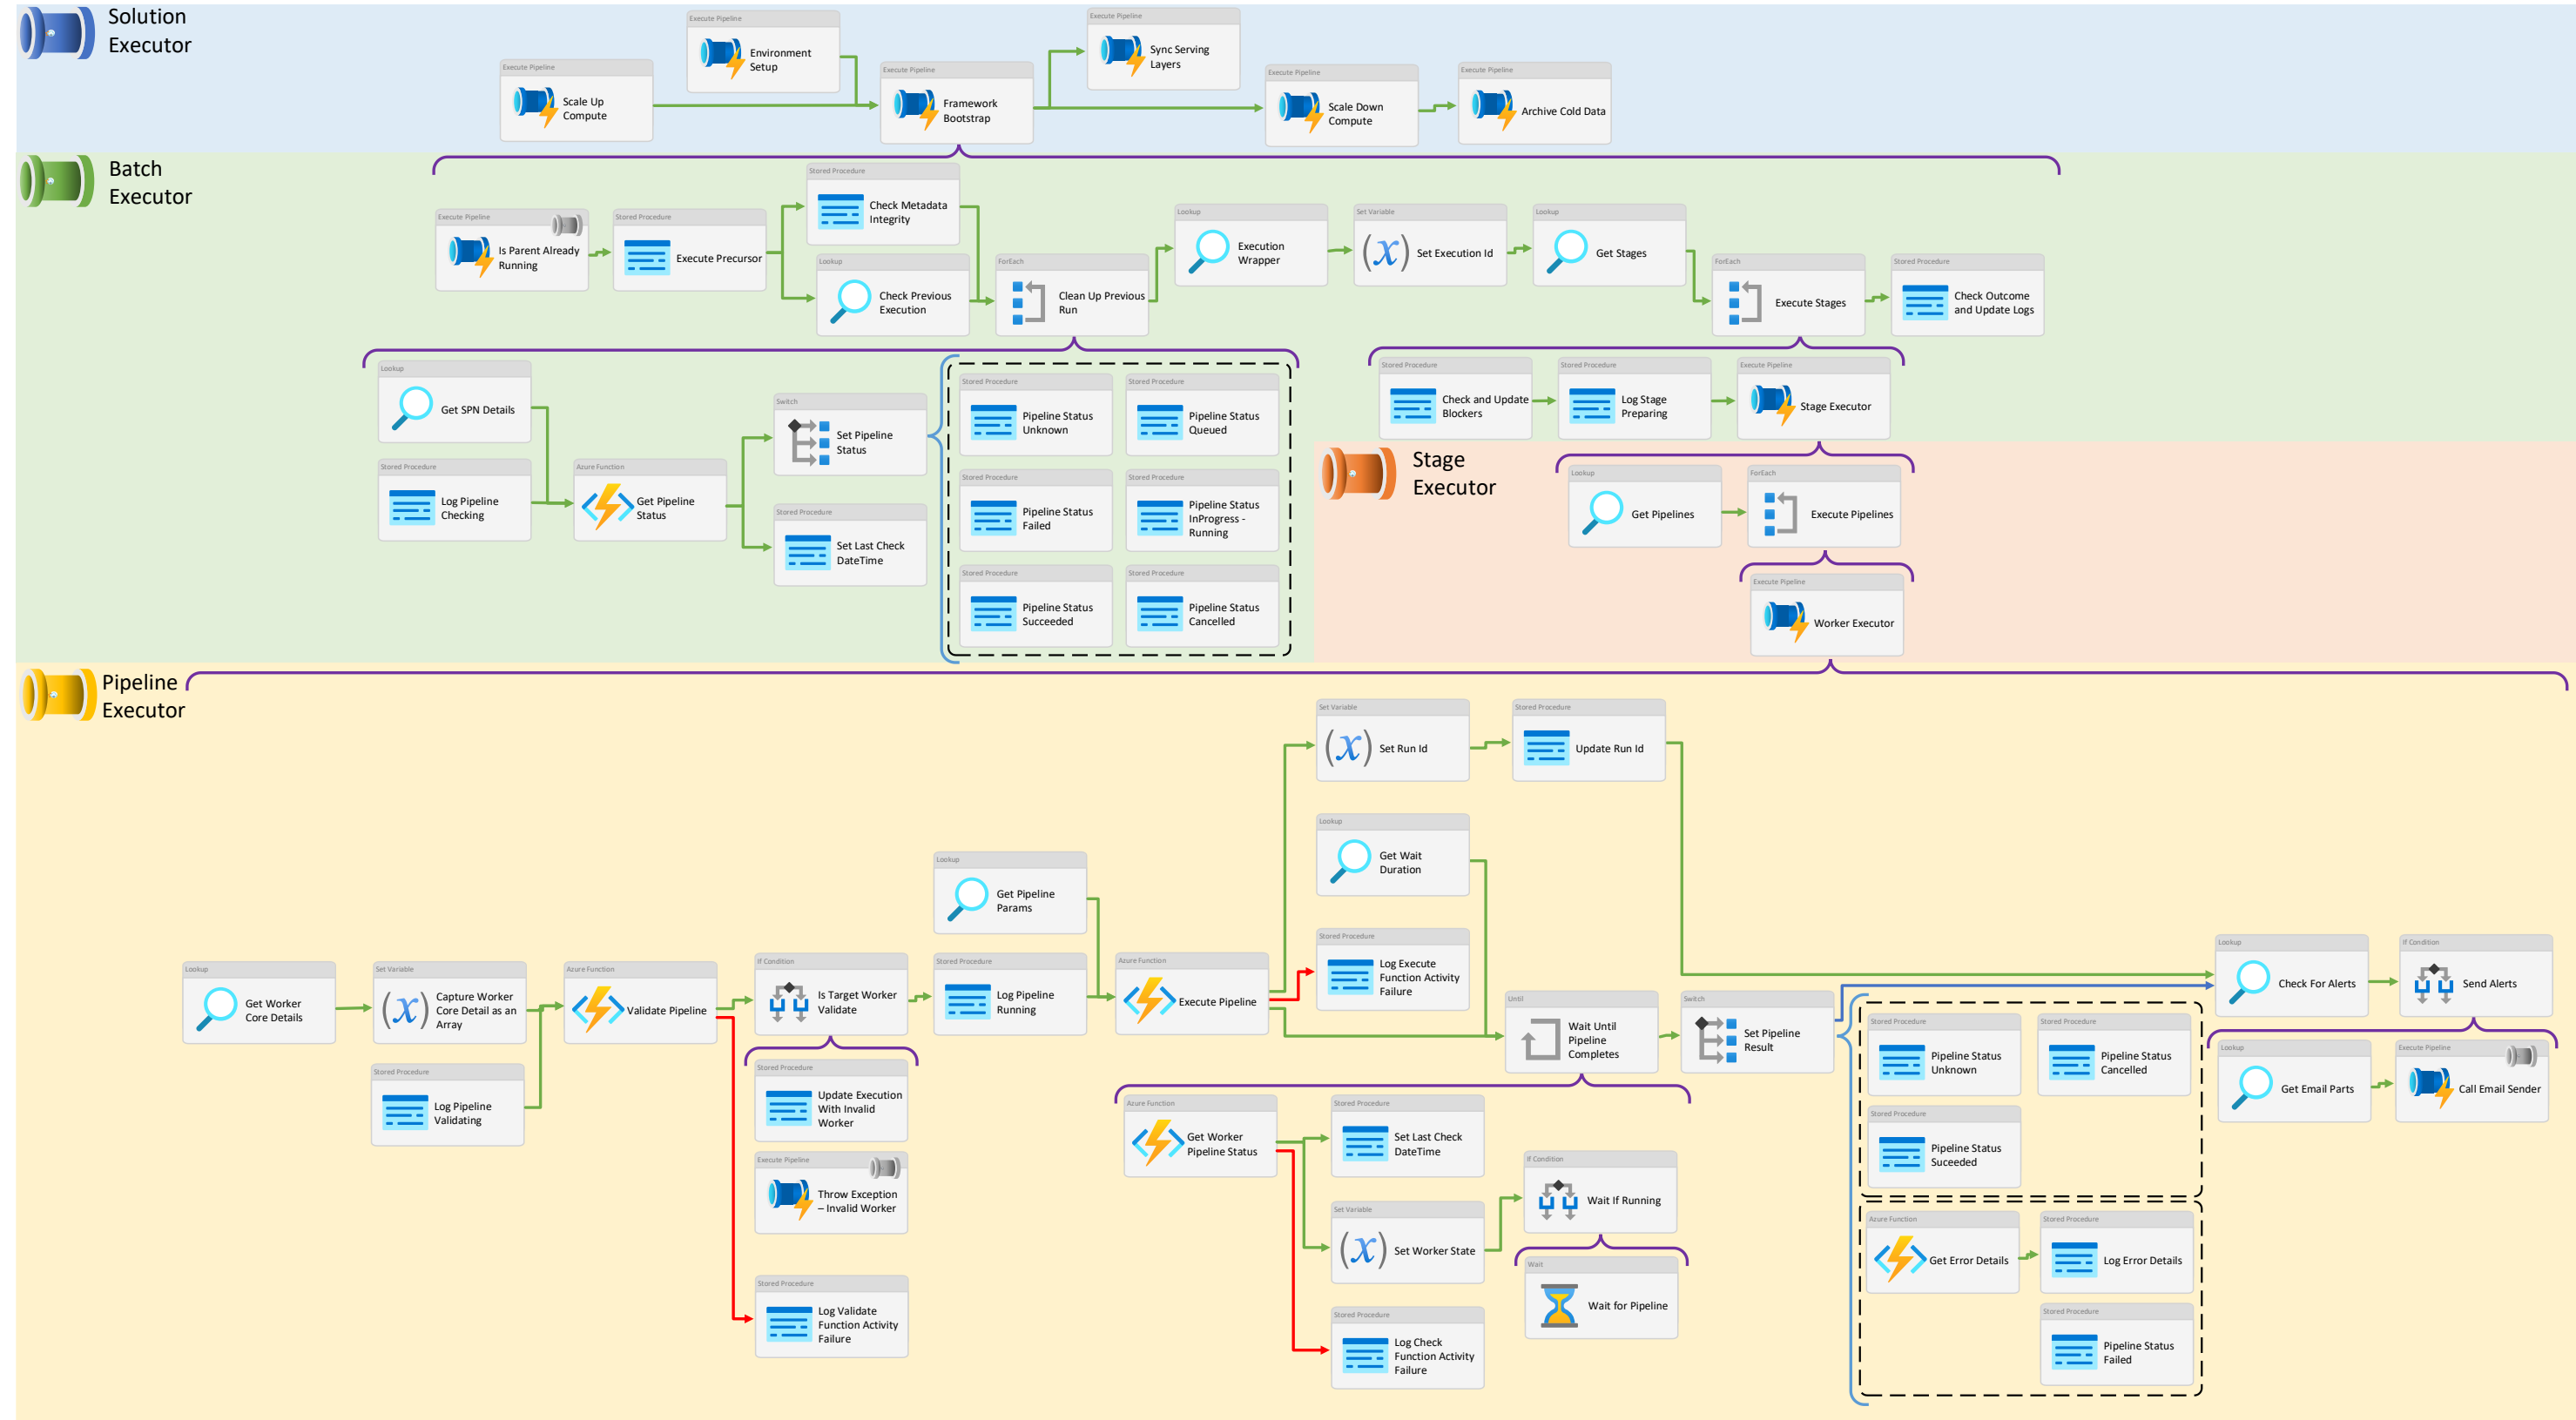 Solution
Executor
Execute Pipeline
Scale Up
Compute
Execute Pipeline
Environment
Setup
Execute Pipeline
Framework
Bootstrap
Execute Pipeline
Sync Serving
Layers
Execute Pipeline
Scale Down
Compute
Execute Pipeline
Archive Cold Data
Batch
Executor
Execute Pipeline
Is Parent Already
Running
Stored Procedure
Execute Precursor
Stored Procedure
Check Metadata
Integrity
Lookup
Check Previous
Execution
ForEach
Clean Up Previous
Run
Lookup
Execution
Wrapper
Set Variable
(x)
Set Execution Id
Lookup
Get Stages
ForEach
Execute Stages
Stored Procedure
Check Outcome
and Update Logs
Lookup
Get SPN Details
Stored Procedure
Log Pipeline
Checking
Azure Function
Get Pipeline
Status
Switch
Set Pipeline
Status
Stored Procedure
Set Last Check
DateTime
Stored Procedure
Pipeline Status
Unknown
Stored Procedure
Pipeline Status
Queued
Stored Procedure
Pipeline Status
Failed
Stored Procedure
Pipeline Status
InProgress -
Running
Stored Procedure
Pipeline Status
Succeeded
Stored Procedure
Pipeline Status
Cancelled
Stored Procedure
Check and Update
Blockers
Stored Procedure
Log Stage
Preparing
Execute Pipeline
Stage Executor
Stage
Executor
Lookup
Get Pipelines
ForEach
Execute Pipelines
Execute Pipeline
Worker Executor
Pipeline
Executor
Lookup
Get Worker
Core Details
Set Variable
(x)
Capture Worker
Core Detail as an
Array
Stored Procedure
Log Pipeline
Validating
Azure Function
Validate Pipeline
If Condition
Is Target Worker
Validate
Stored Procedure
Update Execution
With Invalid
Worker
Execute Pipeline
Throw Exception
– Invalid Worker
Stored Procedure
Log Validate
Function Activity
Failure
Lookup
Get Pipeline
Params
Stored Procedure
Log Pipeline
Running
Azure Function
Execute Pipeline
Set Variable
(x)
Set Run Id
Stored Procedure
Update Run Id
Lookup
Get Wait
Duration
Stored Procedure
Log Execute
Function Activity
Failure
Until
Wait Until
Pipeline
Completes
Switch
Set Pipeline
Result
Azure Function
Get Worker
Pipeline Status
Stored Procedure
Set Last Check
DateTime
Set Variable
(x)
Set Worker State
Stored Procedure
Log Check
Function Activity
Failure
If Condition
Wait If Running
Wait
Wait for Pipeline
Stored Procedure
Pipeline Status
Unknown
Stored Procedure
Pipeline Status
Cancelled
Stored Procedure
Pipeline Status
Suceeded
Azure Function
Get Error Details
Stored Procedure
Log Error Details
Stored Procedure
Pipeline Status
Failed
Lookup
Check For Alerts
If Condition
Send Alerts
Lookup
Get Email Parts
Execute Pipeline
Call Email Sender